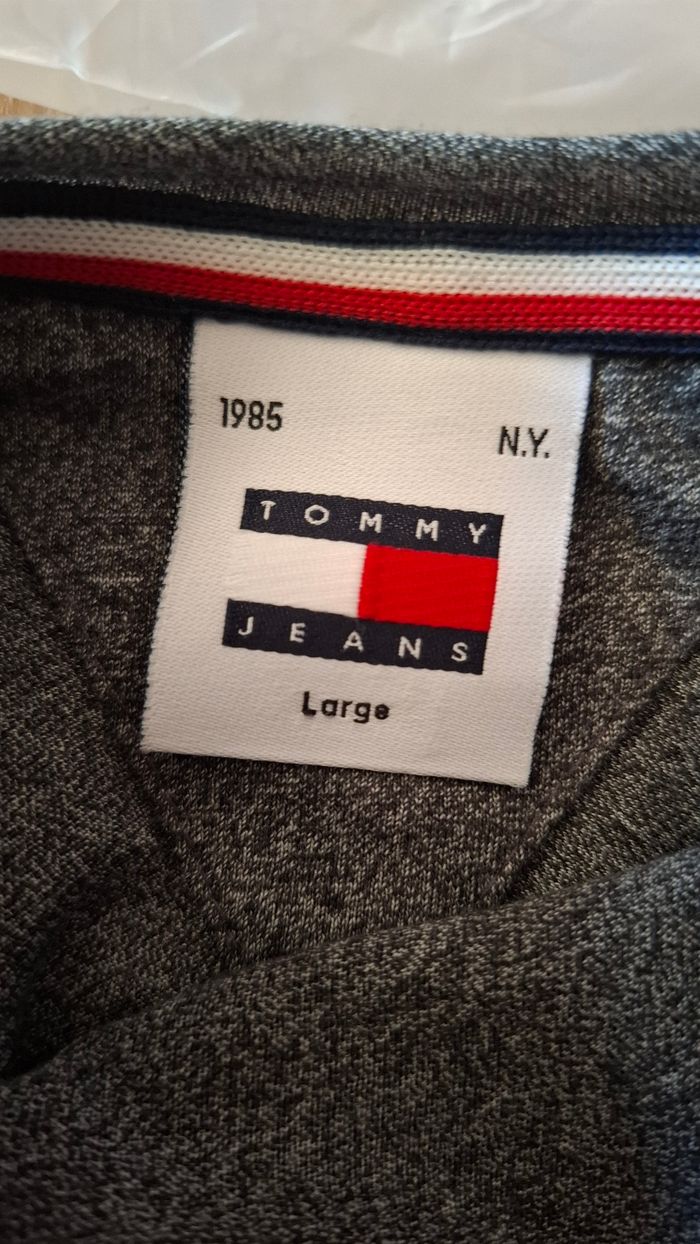 1985
N.Y.
TOMMY
JEANS
Large